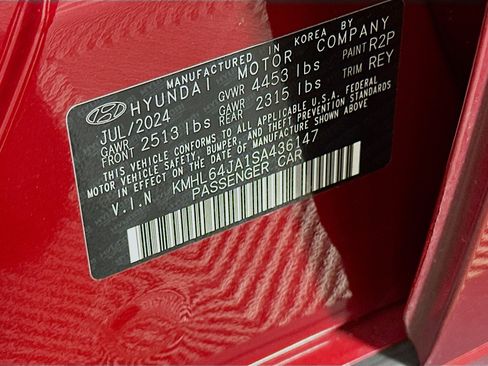 MANUFACTURED IN KOREA BY
HYUNDAI MOTOR COMPANY
JUL/2024 GVWR 4453 lbs PAINT R2P
GAWR FRONT 2513 lbs GAWR REAR 2315 lbs TRIM REY
THIS VEHICLE CONFORMS TO ALL APPLICABLE U.S.A. FEDERAL
MOTOR VEHICLE SAFETY, BUMPER, AND THEFT PREVENTION STANDARDS
IN EFFECT ON THE DATE OF MANUFACTURE SHOWN ABOVE.
V.I.N KMHL64JA1SA436147
PASSENGER CAR